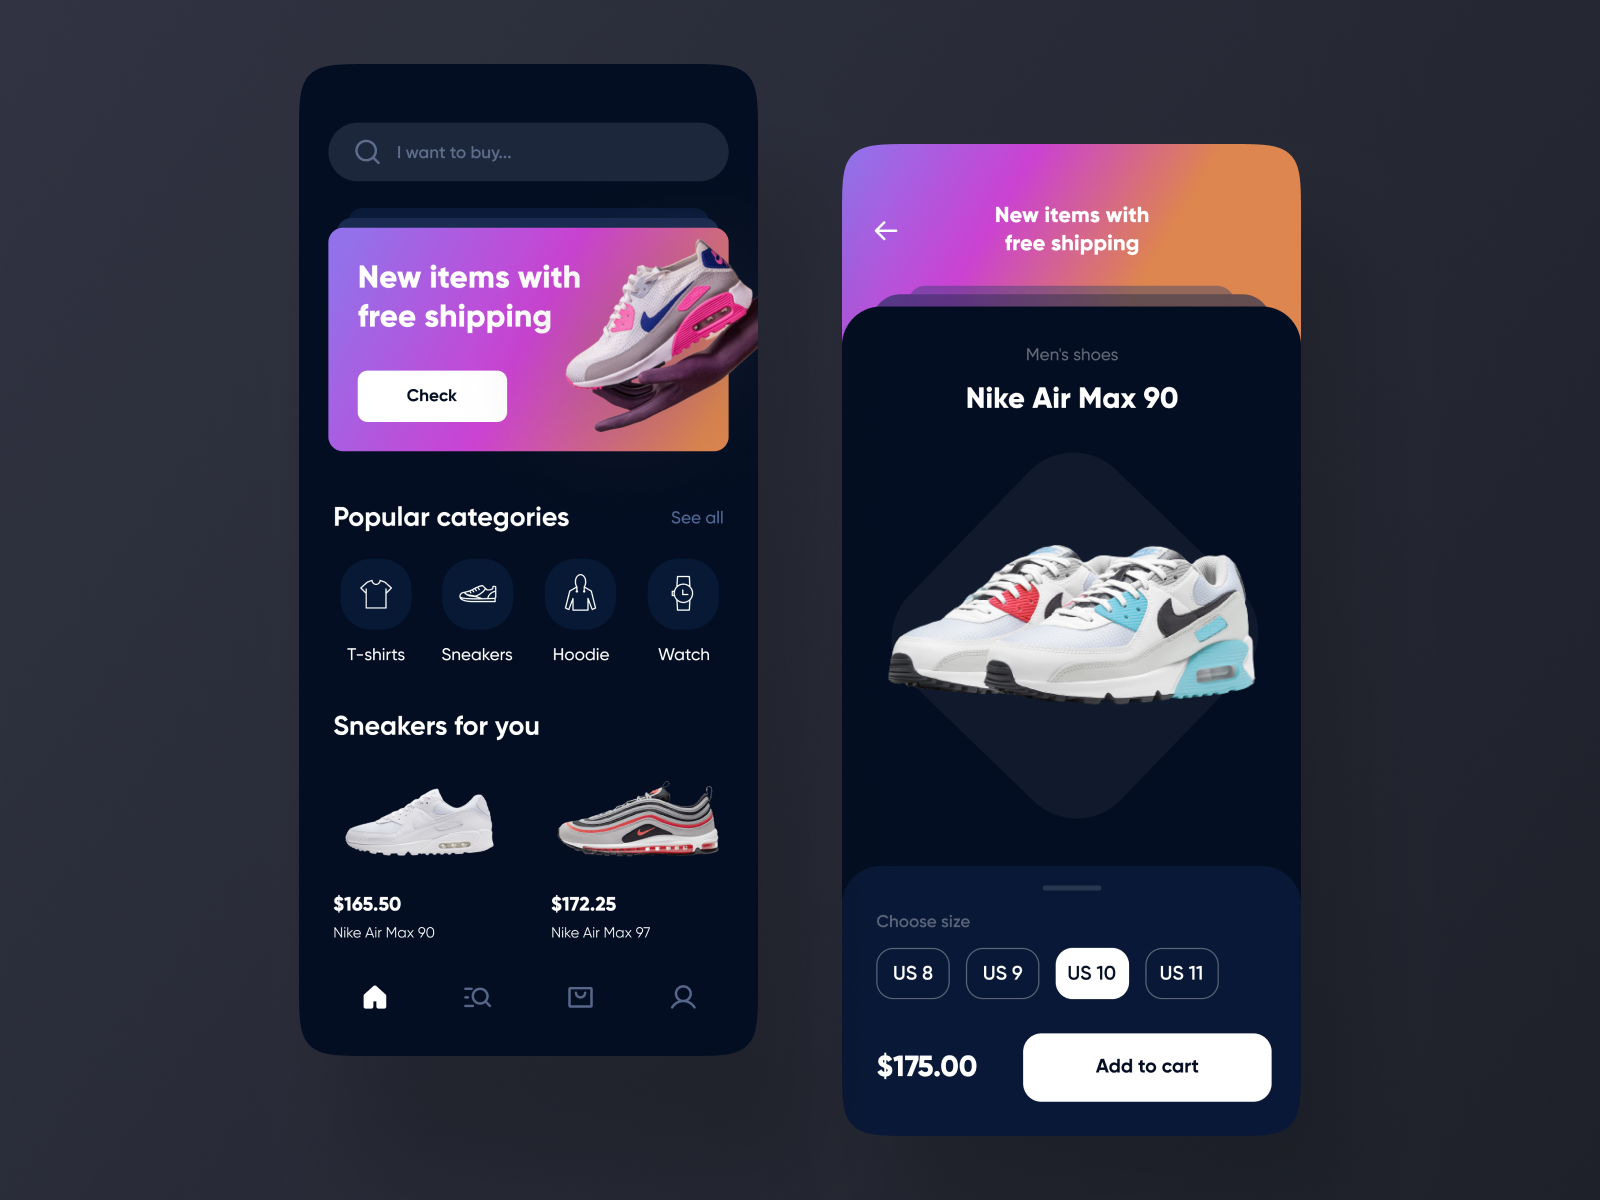 I want to buy...
New items with
free shipping
Check
Popular categories
See all
T-shirts
Sneakers
Hoodie
Watch
Sneakers for you
$165.50
$172.25
Nike Air Max 90
Nike Air Max 97
New items with
free shipping
Men's shoes
Nike Air Max 90
Choose size
US 8
US 9
US 10
US 11
$175.00
Add to cart